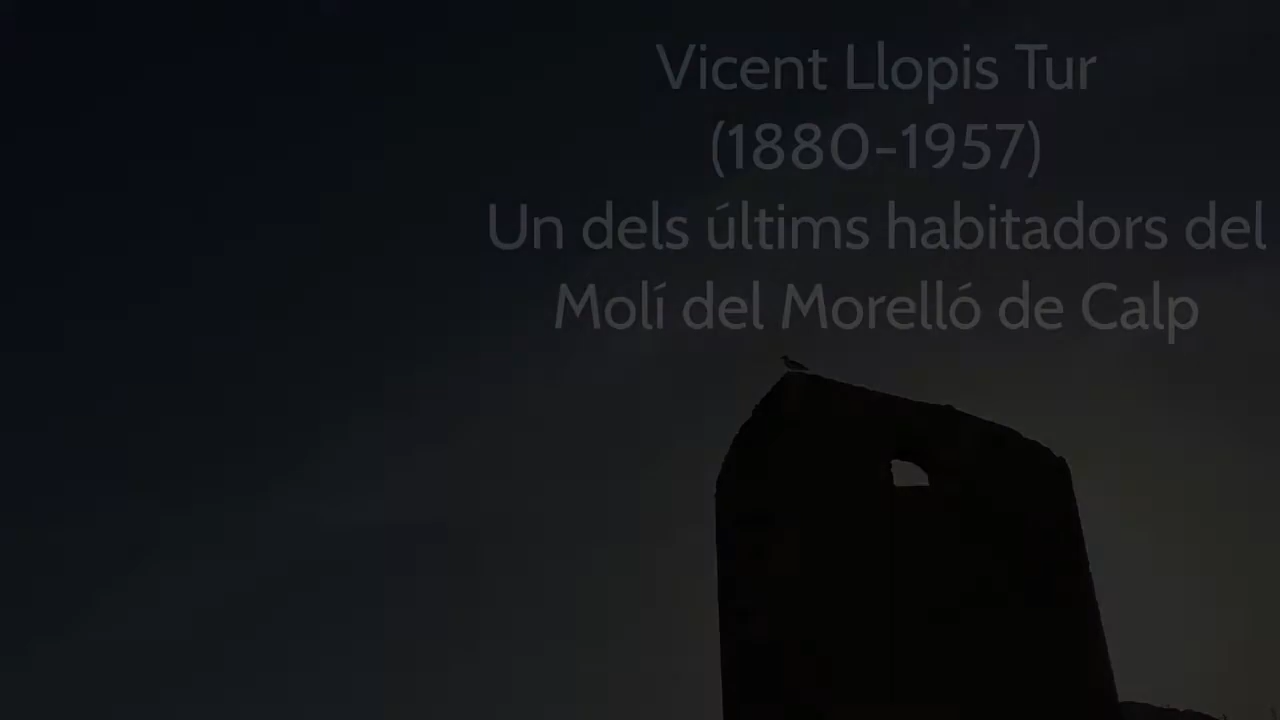 Vicent Llopis Tur
(1880-1957)
Un dels últims habitadors del
Molí del Morelló de Calp